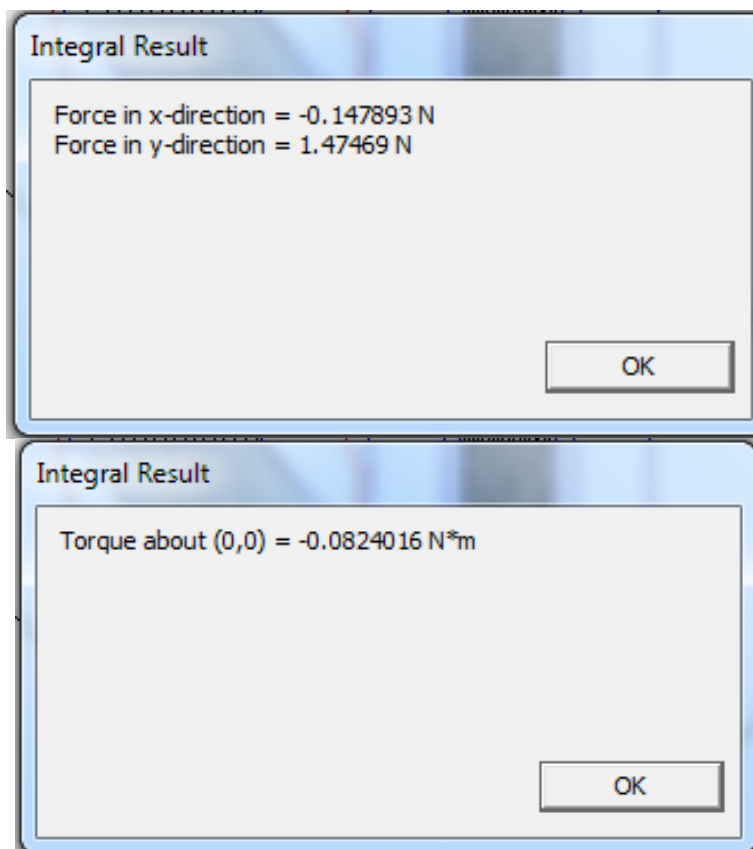 Integral Result
Force in x-direction = -0.147893 N
Force in y-direction = 1.47469 N
OK
Integral Result
Torque about (0,0) = -0.0824016 N*m
OK